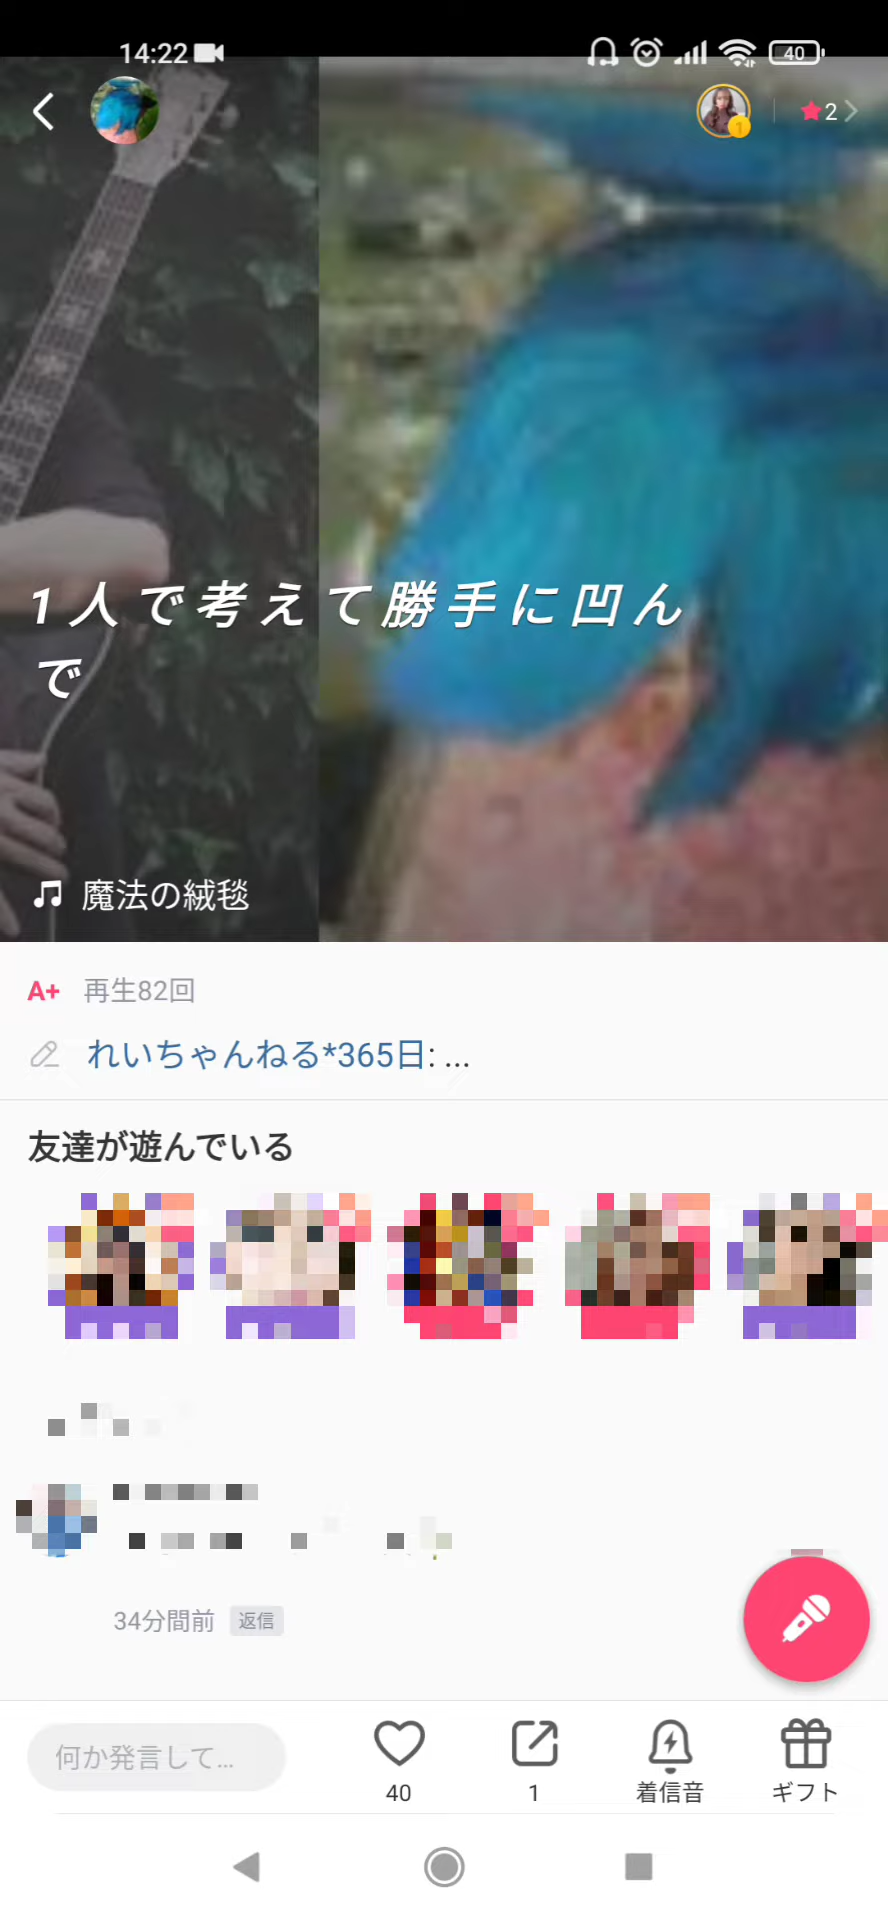 14:22
40
1
2
1人で考えて勝手に凹ん
で
魔法の絨毯
A+ 再生82回
れいちゃんねる*365日: ...
友達が遊んでいる
34分間前 返信
何か発言して...
40
1
着信音
ギフト